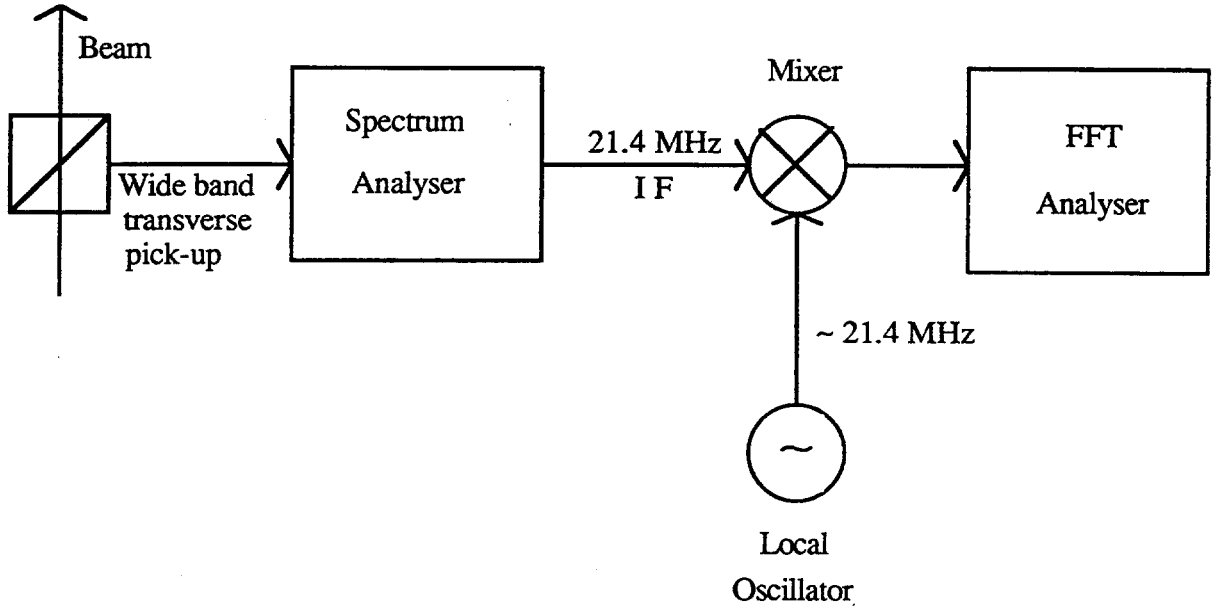 Beam
Wide band
transverse
pick-up
Spectrum
Analyser
21.4 MHz
I F
Mixer
FFT
Analyser
~ 21.4 MHz
~
Local
Oscillator